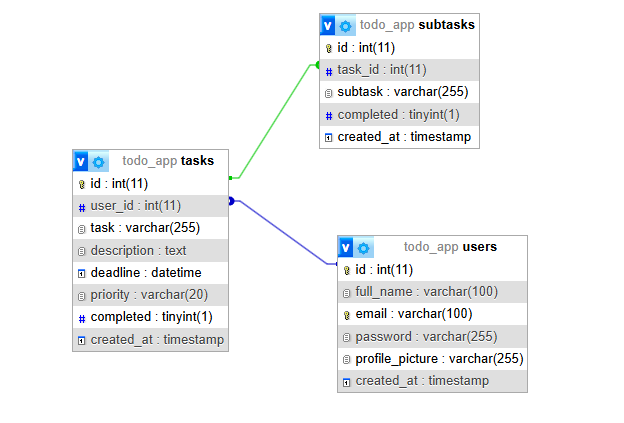 v todo_app subtasks
id : int(11)
# task_id : int(11)
subtask : varchar(255)
# completed : tinyint(1)
created_at : timestamp
v todo_app tasks
id : int(11)
# user_id : int(11)
task : varchar(255)
description : text
deadline : datetime
priority : varchar(20)
# completed : tinyint(1)
created_at : timestamp
v todo_app users
id : int(11)
full_name : varchar(100)
email : varchar(100)
password : varchar(255)
profile_picture : varchar(255)
created_at : timestamp